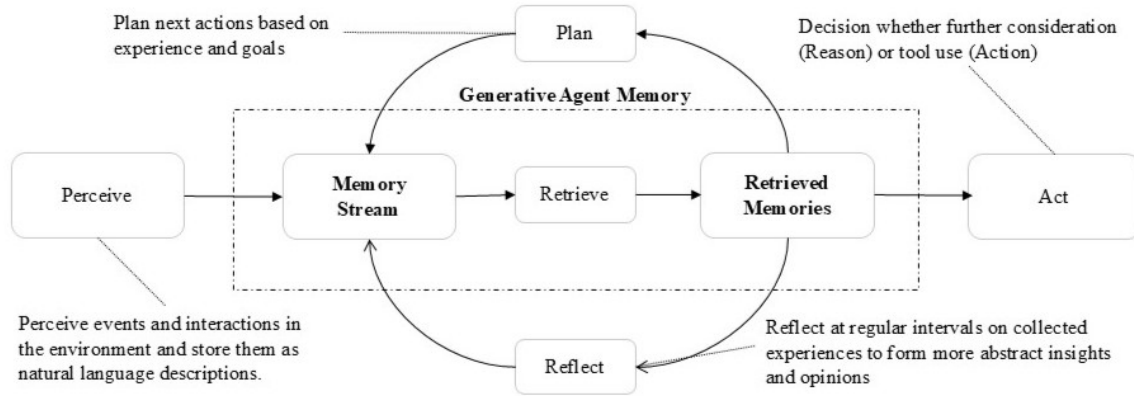 Plan next actions based on
experience and goals
Plan
Decision whether further consideration
(Reason) or tool use (Action)
Generative Agent Memory
Perceive
Memory
Stream
Retrieve
Retrieved
Memories
Act
Perceive events and interactions in
the environment and store them as
natural language descriptions.
Reflect
Reflect at regular intervals on collected
experiences to form more abstract insights
and opinions